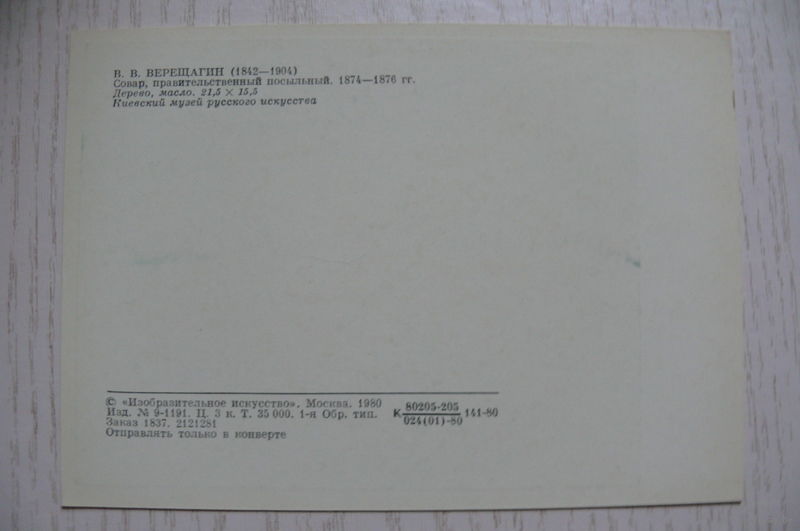 В. В. ВЕРЕЩАГИН (1842—1904)
Совар, правительственный посыльный. 1874—1876 гг.
Дерево, масло. 21,5 × 15,5
Киевский музей русского искусства
© «Изобразительное искусство». Москва. 1980
Изд. № 9-1191. Ц. 3 к. Т. 35 000. 1-я Обр. тип.
Заказ 1837. 2121281
Отправлять только в конверте
К 80205-205
024(01)-80 141-80